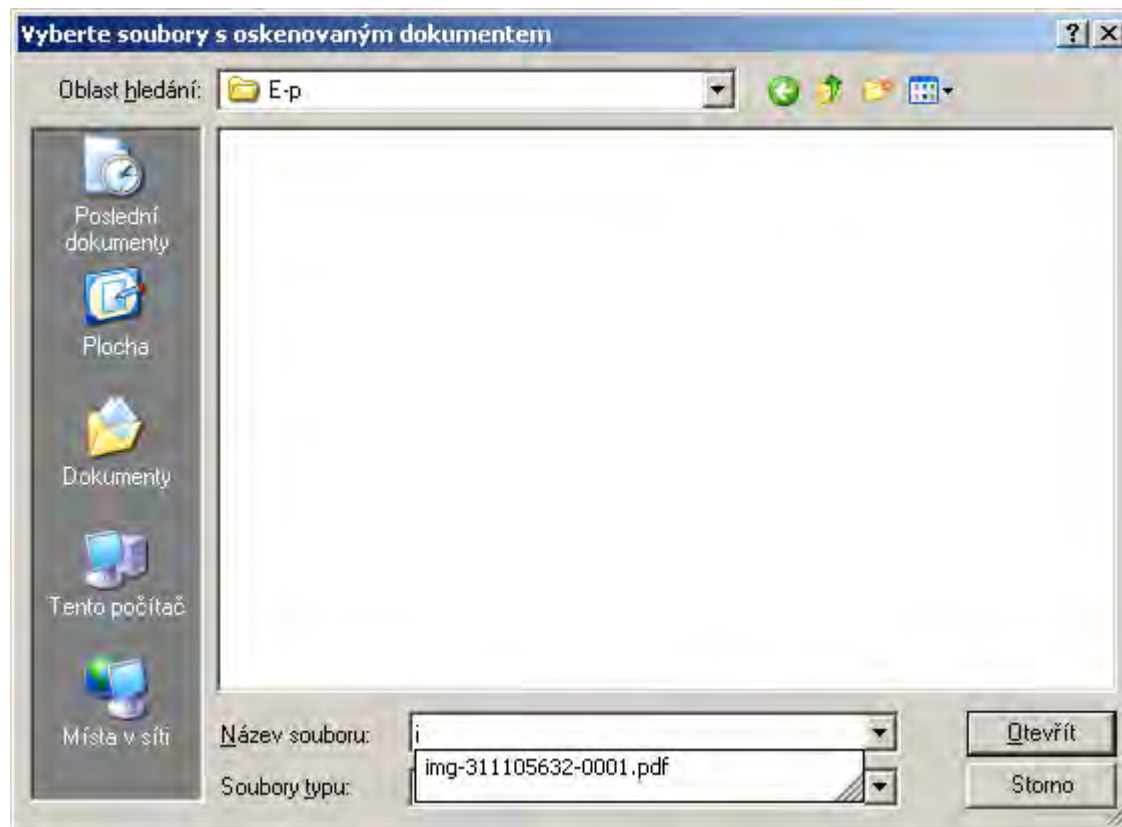 Vyberte soubory s oskenovaným dokumentem
Oblast hledání: E-p
Poslední
dokumenty
Plocha
Dokumenty
Tento počítač
Místa v síti
Název souboru: i
Otevřít
img-311105632-0001.pdf
Soubory typu:
Storno